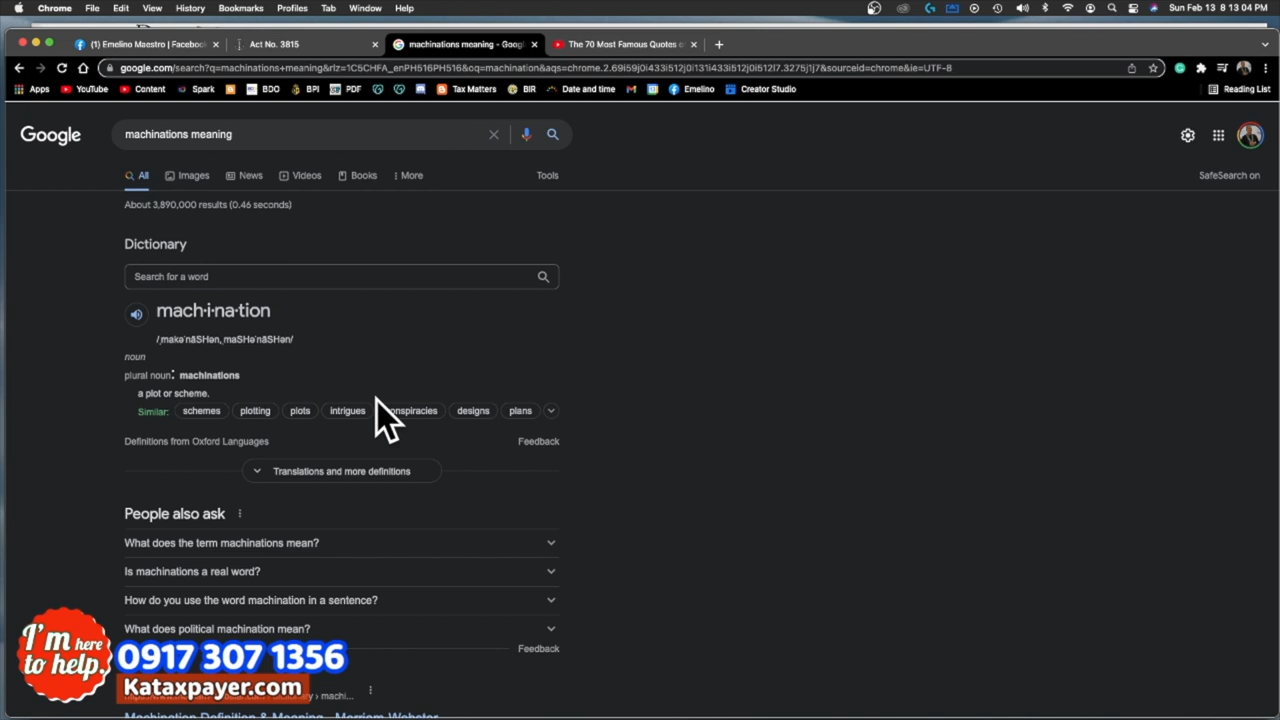 Chrome File Edit View History Bookmarks Profiles Tab Window Help Sun Feb 13 8 13:04 PM
(1) Emelino Maestro | Facebook Act No. 3815 machinations meaning - Goog The 70 Most Famous Quotes o
google.com/search?q=machinations+meaning&rlz=1C5CHFA_enPH516PH516&oq=machination&aqs=chrome.2.69i59j0i433i512j0i131i433i512j0i512l7.3275j1j7&sourceid=chrome&ie=UTF-8
Apps YouTube Content Spark BDO BPI PDF Tax Matters BIR Date and time Emelino Creator Studio Reading List
Google machinations meaning
All Images News Videos Books More Tools SafeSearch on
About 3,890,000 results (0.46 seconds)
Dictionary
Search for a word
mach·i·na·tion
/ˌmakəˈnāSHən, ˌmaSHəˈnāSHən/
noun
plural noun: machinations
a plot or scheme.
Similar: schemes plotting plots intrigues conspiracies designs plans
Definitions from Oxford Languages Feedback
Translations and more definitions
People also ask
What does the term machinations mean?
Is machinations a real word?
How do you use the word machination in a sentence?
What does political machination mean?
Feedback
I'm here
to help.
0917 307 1356
Kataxpayer.com
› machi...
Machination Definition & Meaning - Merriam-Webster